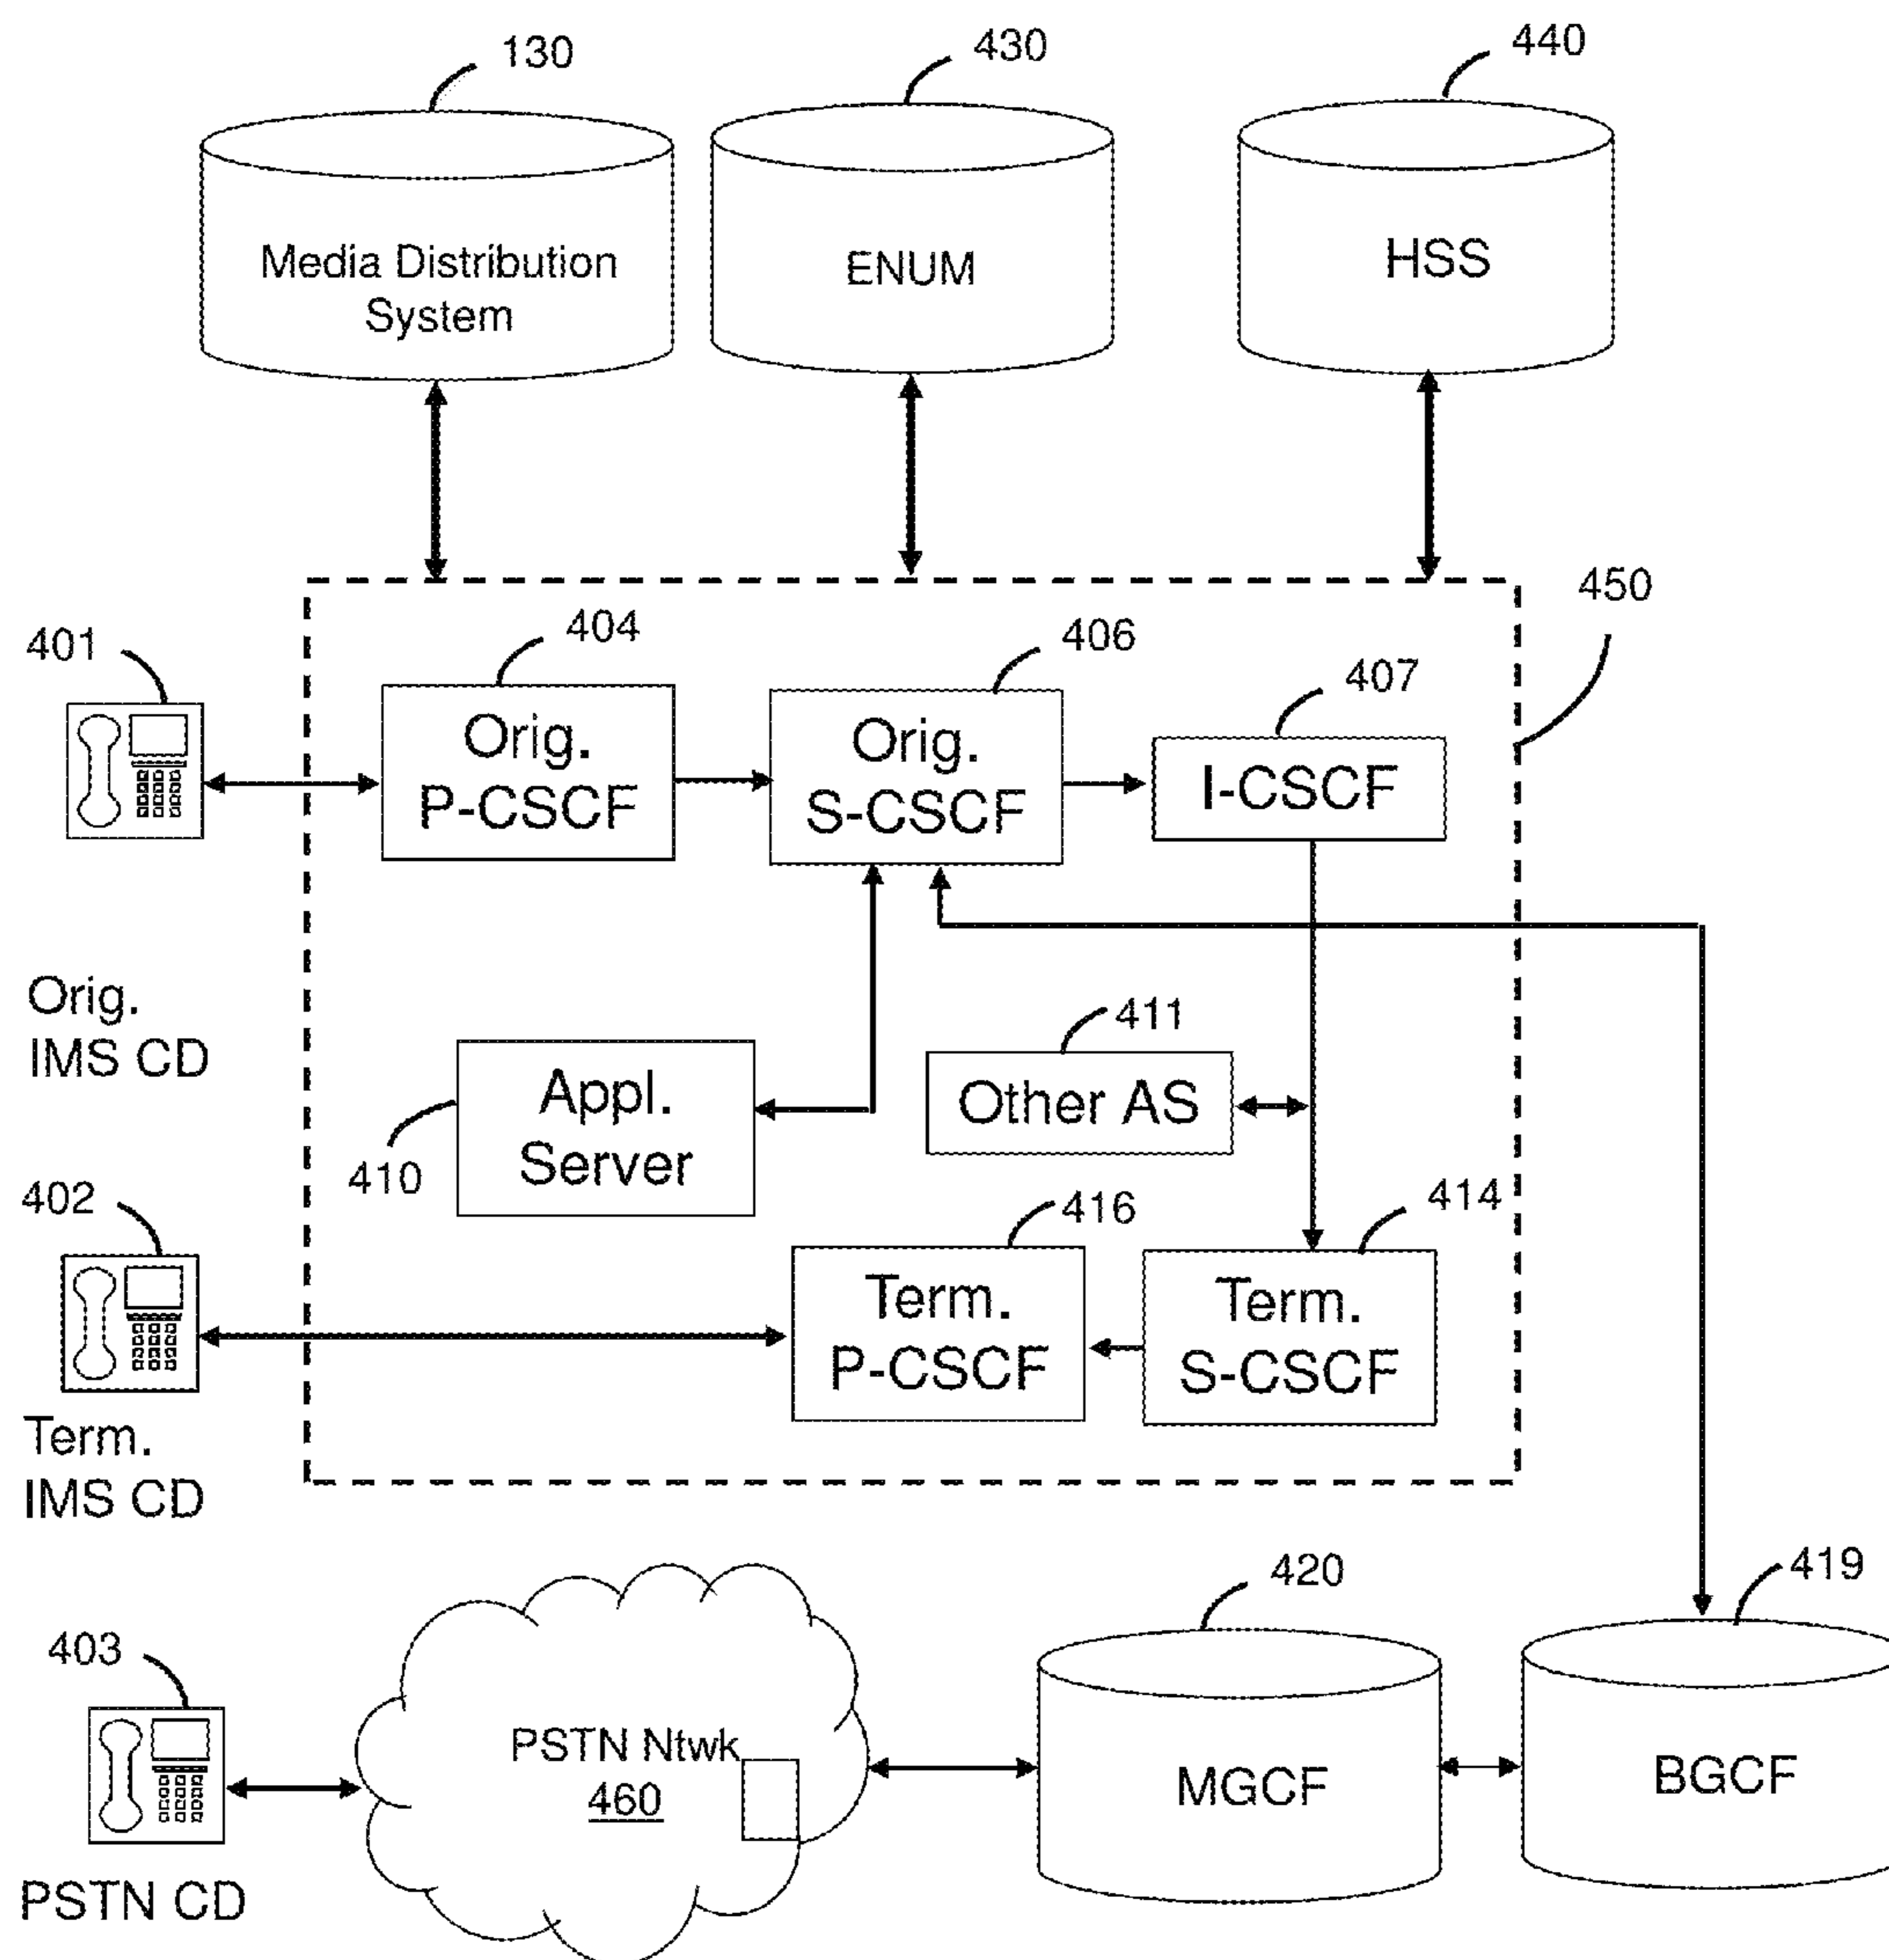 130
430
440
Media Distribution
System
ENUM
HSS
450
401
404
406
407
Orig.
P-CSCF
Orig.
S-CSCF
I-CSCF
Orig.
IMS CD
411
Other AS
Appl.
Server
410
402
416
414
Term.
P-CSCF
Term.
S-CSCF
Term.
IMS CD
420
419
403
PSTN Ntwk
460
MGCF
BGCF
PSTN CD